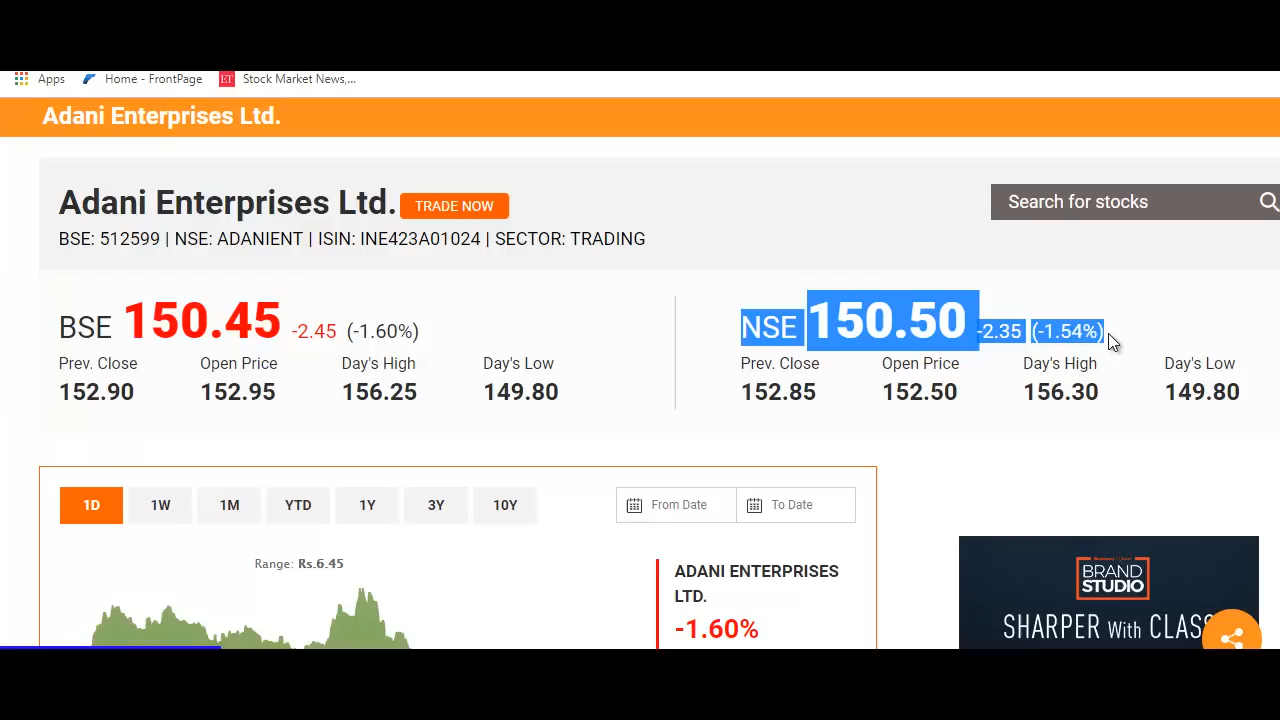 Apps Home - FrontPage ET Stock Market News,...
Adani Enterprises Ltd.
Adani Enterprises Ltd. TRADE NOW
Search for stocks
BSE: 512599 | NSE: ADANIENT | ISIN: INE423A01024 | SECTOR: TRADING
BSE 150.45 -2.45 (-1.60%)
Prev. Close Open Price Day's High Day's Low
152.90 152.95 156.25 149.80
NSE 150.50 -2.35 (-1.54%)
Prev. Close Open Price Day's High Day's Low
152.85 152.50 156.30 149.80
1D 1W 1M YTD 1Y 3Y 10Y From Date To Date
Range: Rs.6.45
ADANI ENTERPRISES
LTD.
-1.60%
BRAND
STUDIO
SHARPER With CLAS